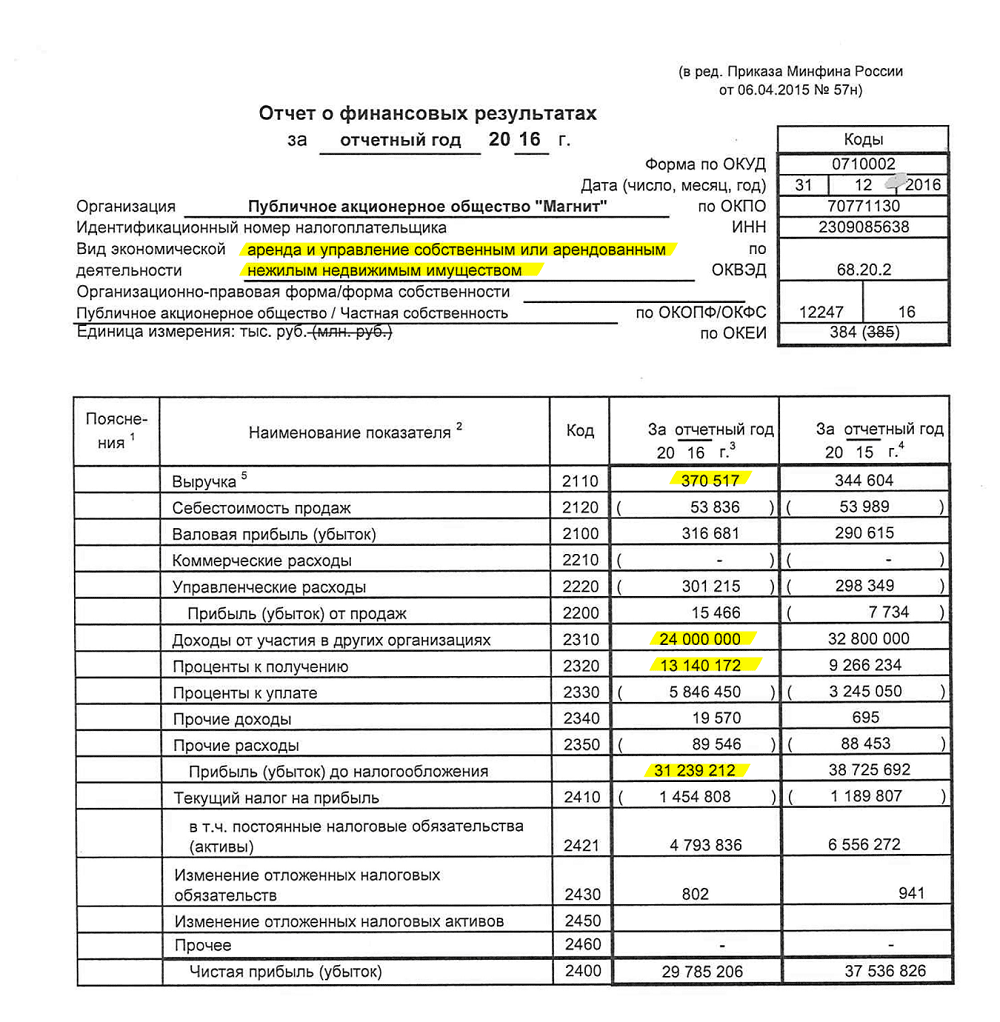 (в ред. Приказа Минфина России
от 06.04.2015 № 57н)
Отчет о финансовых результатах
за отчетный год 20 16 г.
Коды
Форма по ОКУД 0710002
Дата (число, месяц, год) 31 12 2016
Организация Публичное акционерное общество "Магнит" по ОКПО 70771130
Идентификационный номер налогоплательщика ИНН 2309085638
Вид экономической аренда и управление собственным или арендованным по
деятельности нежилым недвижимым имуществом ОКВЭД 68.20.2
Организационно-правовая форма/форма собственности
Публичное акционерное общество / Частная собственность по ОКОПФ/ОКФС 12247 16
Единица измерения: тыс. руб. (млн. руб.) по ОКЕИ 384 (385)
Поясне-
ния 1 Наименование показателя 2 Код За отчетный год За отчетный год
20 16 г.3 20 15 г.4
Выручка 5 2110 370 517 344 604
Себестоимость продаж 2120 ( 53 836 ) ( 53 989 )
Валовая прибыль (убыток) 2100 316 681 290 615
Коммерческие расходы 2210 ( - ) ( - )
Управленческие расходы 2220 ( 301 215 ) ( 298 349 )
Прибыль (убыток) от продаж 2200 15 466 ( 7 734 )
Доходы от участия в других организациях 2310 24 000 000 32 800 000
Проценты к получению 2320 13 140 172 9 266 234
Проценты к уплате 2330 ( 5 846 450 ) ( 3 245 050 )
Прочие доходы 2340 19 570 695
Прочие расходы 2350 ( 89 546 ) ( 88 453 )
Прибыль (убыток) до налогообложения 31 239 212 38 725 692
Текущий налог на прибыль 2410 ( 1 454 808 ) ( 1 189 807 )
в т.ч. постоянные налоговые обязательства
(активы) 2421 4 793 836 6 556 272
Изменение отложенных налоговых
обязательств 2430 802 941
Изменение отложенных налоговых активов 2450
Прочее 2460 - -
Чистая прибыль (убыток) 2400 29 785 206 37 536 826